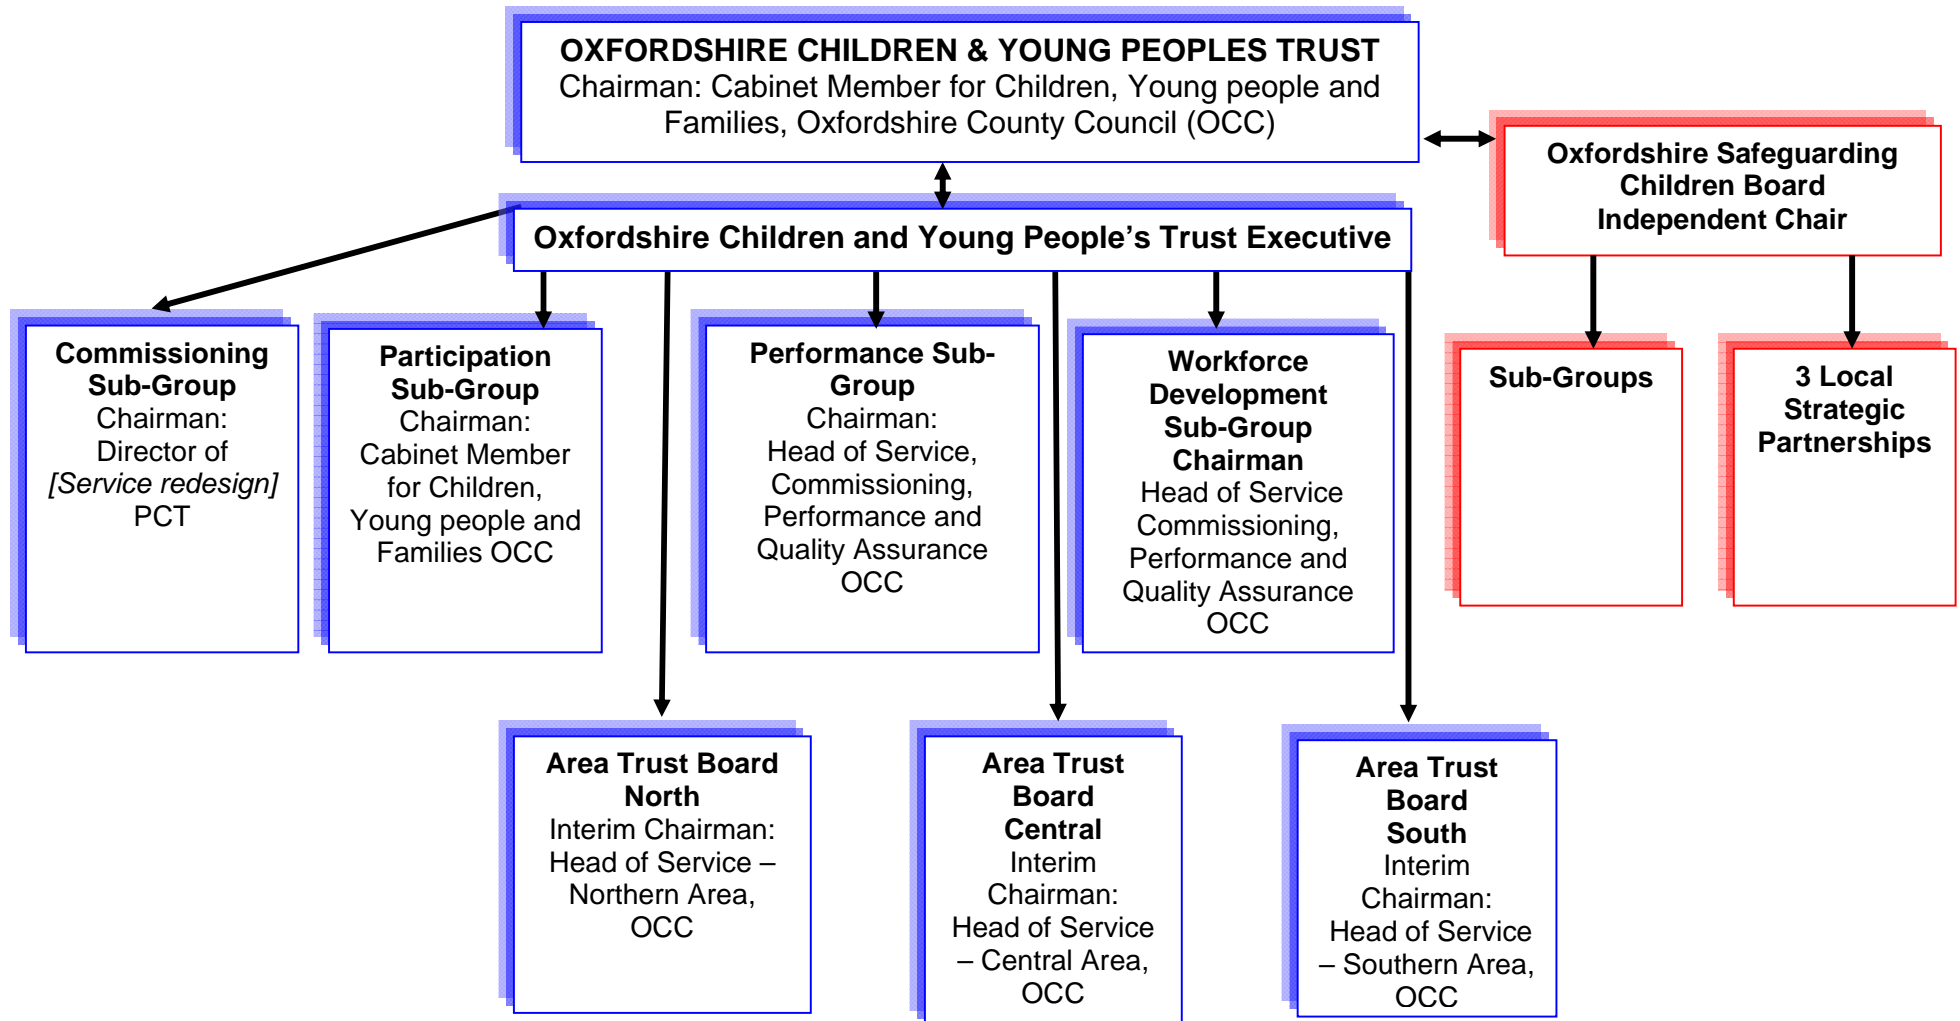 OXFORDSHIRE CHILDREN & YOUNG PEOPLES TRUST
Chairman: Cabinet Member for Children, Young people and
Families, Oxfordshire County Council (OCC)
Oxfordshire Safeguarding
Children Board
Independent Chair
Oxfordshire Children and Young People’s Trust Executive
Commissioning
Sub-Group
Chairman:
Director of
[Service redesign]
PCT
Participation
Sub-Group
Chairman:
Cabinet Member
for Children,
Young people and
Families OCC
Performance Sub-
Group
Chairman:
Head of Service,
Commissioning,
Performance and
Quality Assurance
OCC
Workforce
Development
Sub-Group
Chairman
Head of Service
Commissioning,
Performance and
Quality Assurance
OCC
Sub-Groups
3 Local
Strategic
Partnerships
Area Trust Board
North
Interim Chairman:
Head of Service –
Northern Area,
OCC
Area Trust
Board
Central
Interim
Chairman:
Head of Service
– Central Area,
OCC
Area Trust
Board
South
Interim
Chairman:
Head of Service
– Southern Area,
OCC